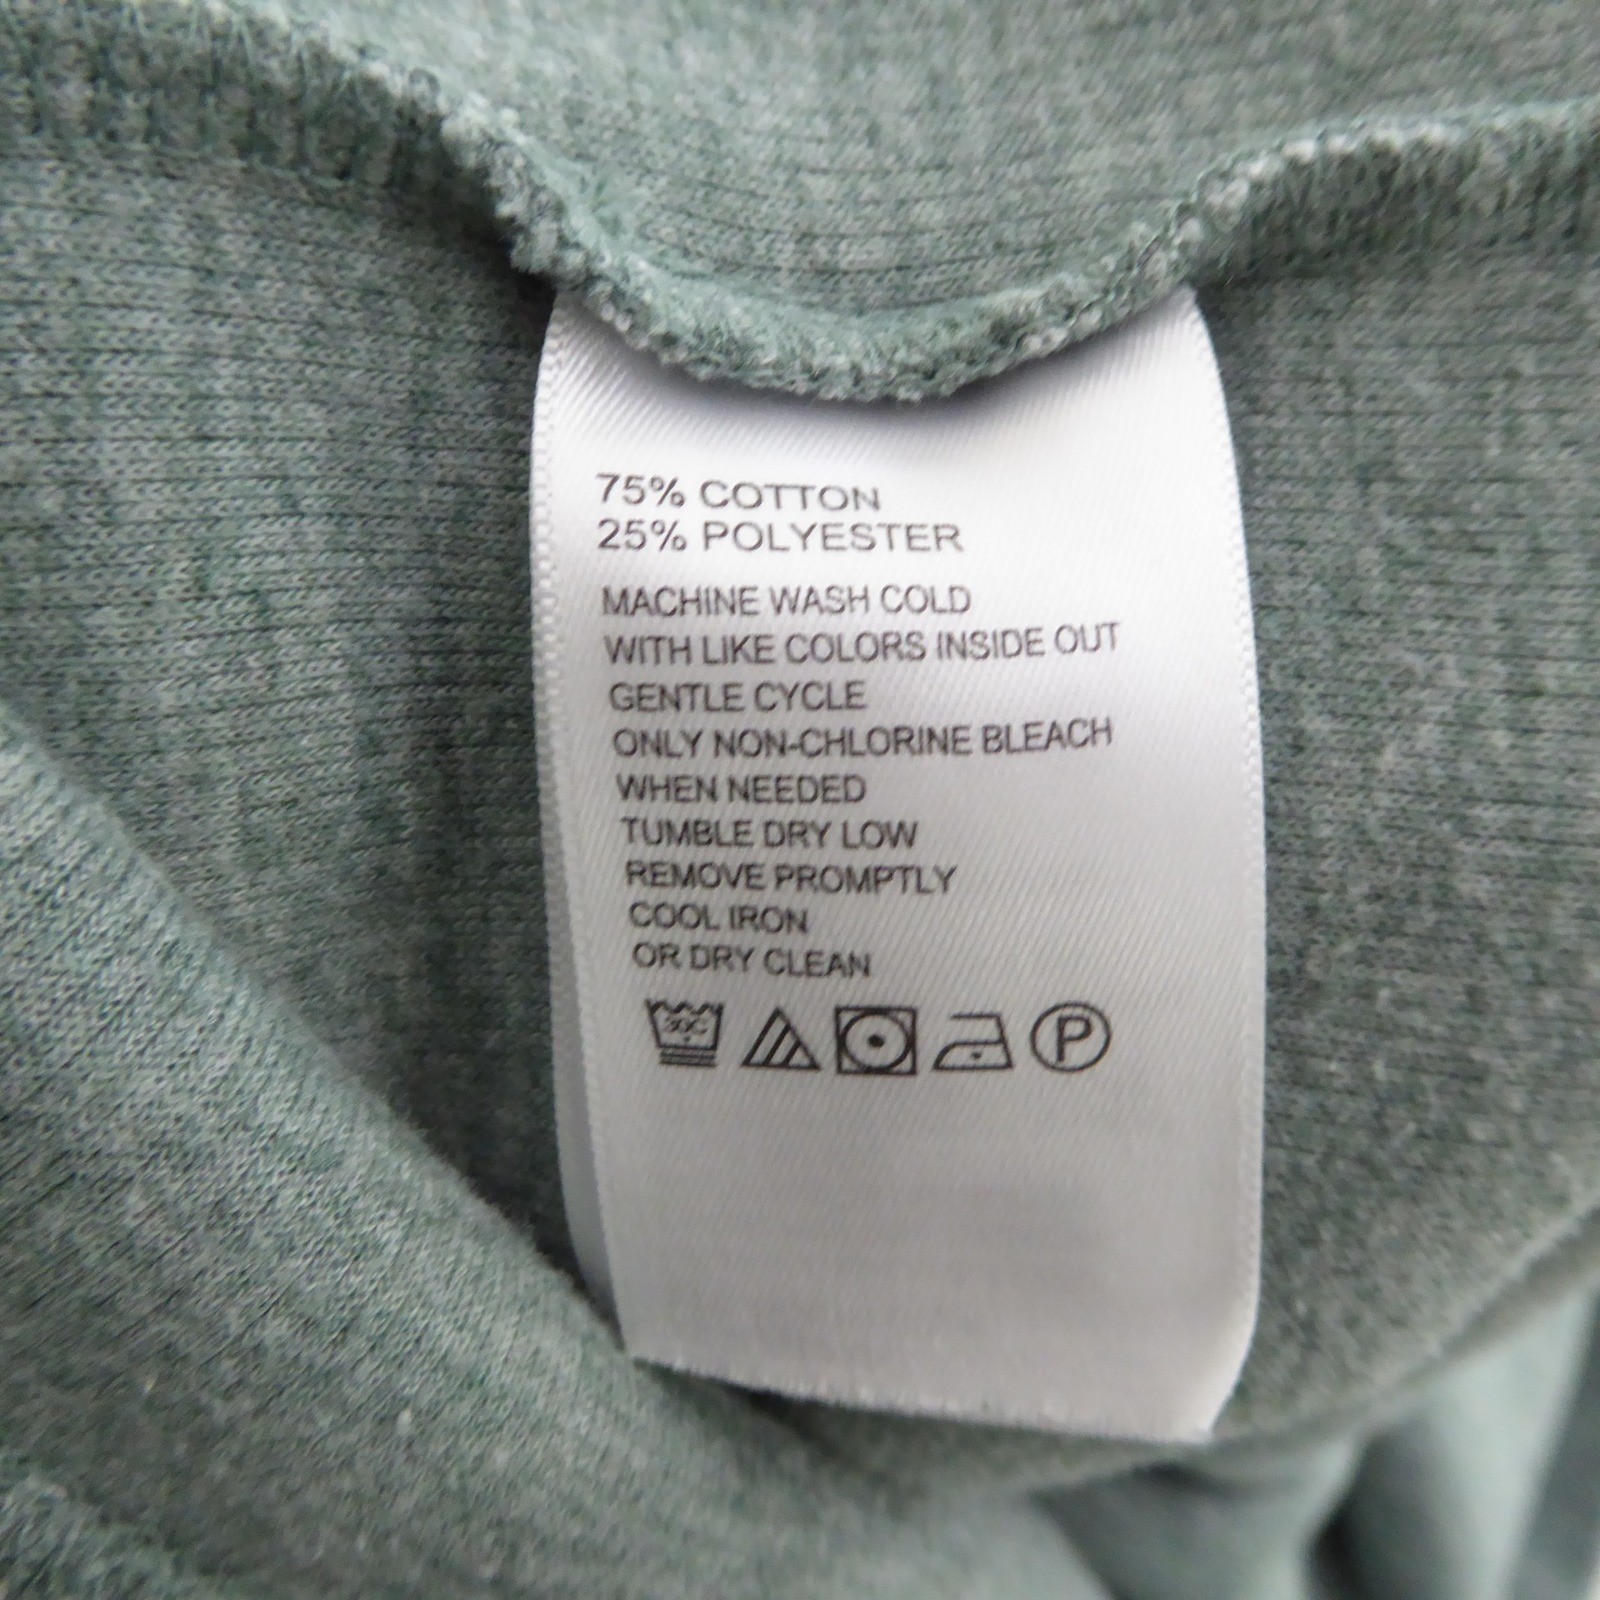 75% COTTON
25% POLYESTER
MACHINE WASH COLD
WITH LIKE COLORS INSIDE OUT
GENTLE CYCLE
ONLY NON-CHLORINE BLEACH
WHEN NEEDED
TUMBLE DRY LOW
REMOVE PROMPTLY
COOL IRON
OR DRY CLEAN
30C P